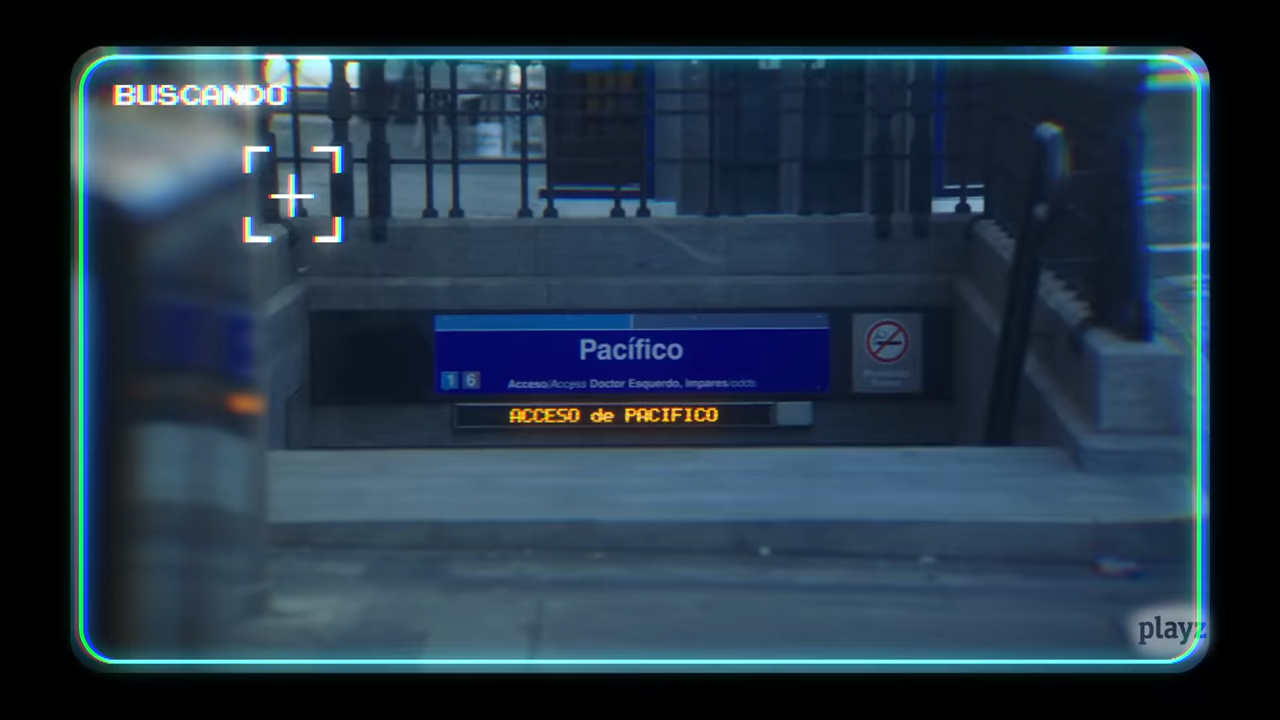 BUSCANDO
Pacífico
1 6
Acceso/Access Doctor Esquerdo, impares/odds
ACCESO de PACIFICO
playz